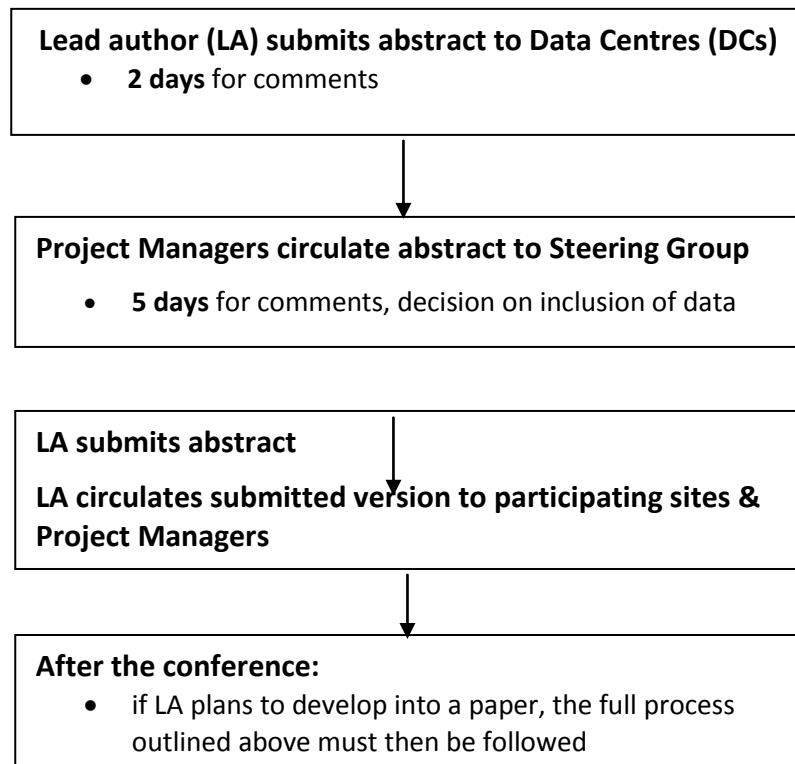 Lead author (LA) submits abstract to Data Centres (DCs)
• 2 days for comments
Project Managers circulate abstract to Steering Group
• 5 days for comments, decision on inclusion of data
LA submits abstract
LA circulates submitted version to participating sites &
Project Managers
After the conference:
• if LA plans to develop into a paper, the full process
outlined above must then be followed